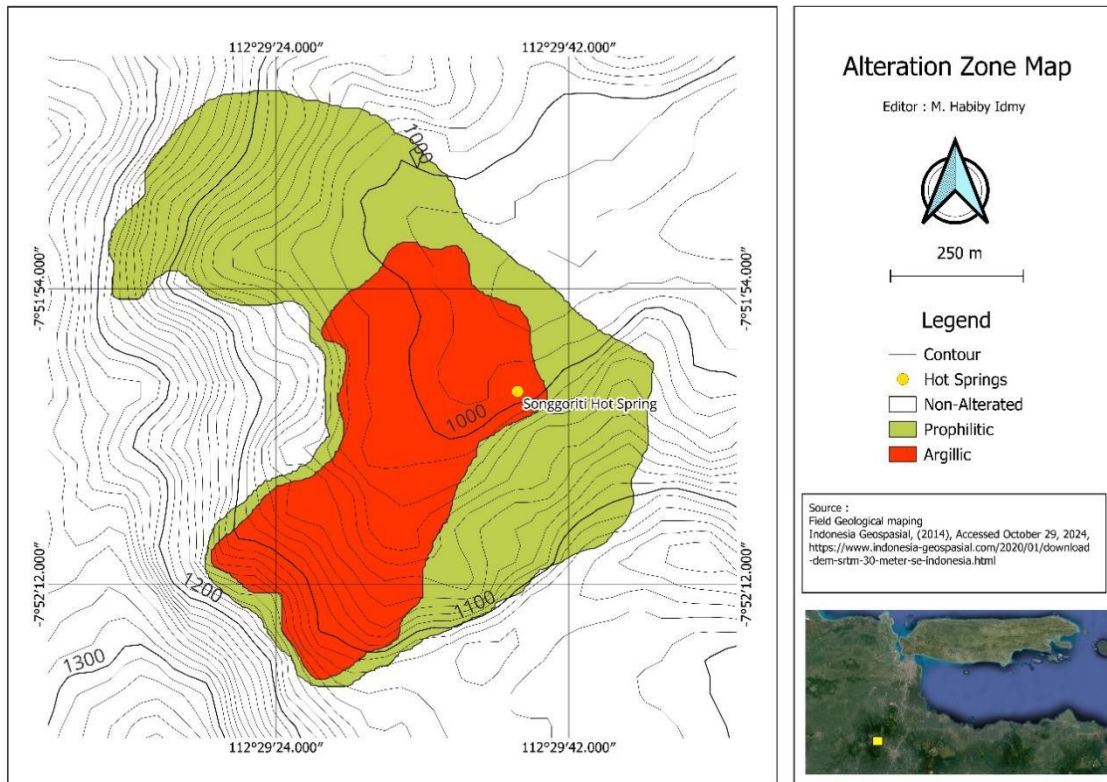 112°29'24.000"
112°29'42.000"
1000
-7°51'54.000"
-7°51'54.000"
Songgoriti Hot Spring
1000
1200
-7°52'12.000"
-7°52'12.000"
1100
1300
112°29'24.000"
112°29'42.000"
Alteration Zone Map
Editor : M. Habiby Idmy
250 m
Legend
Contour
Hot Springs
Non-Alterated
Prophilitic
Argillic
Source :
Field Geological maping
Indonesia Geospasial, (2014), Accessed October 29, 2024,
https://www.indonesia-geospasial.com/2020/01/download
-dem-srtm-30-meter-se-indonesia.html